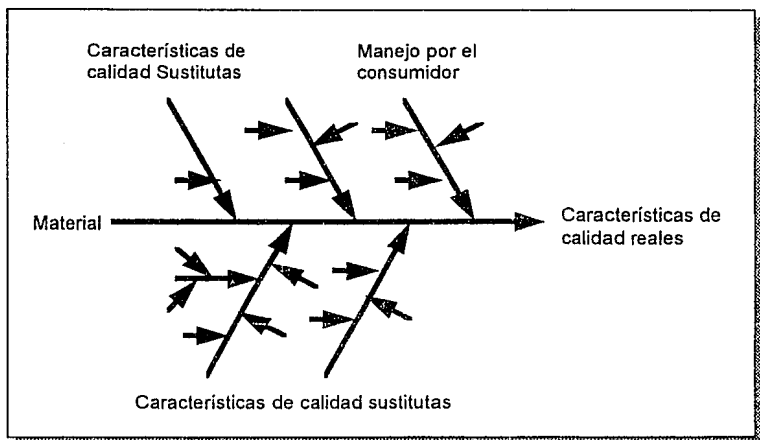 Características de
calidad Sustitutas
Manejo por el
consumidor
Material
Características de
calidad reales
Características de calidad sustitutas